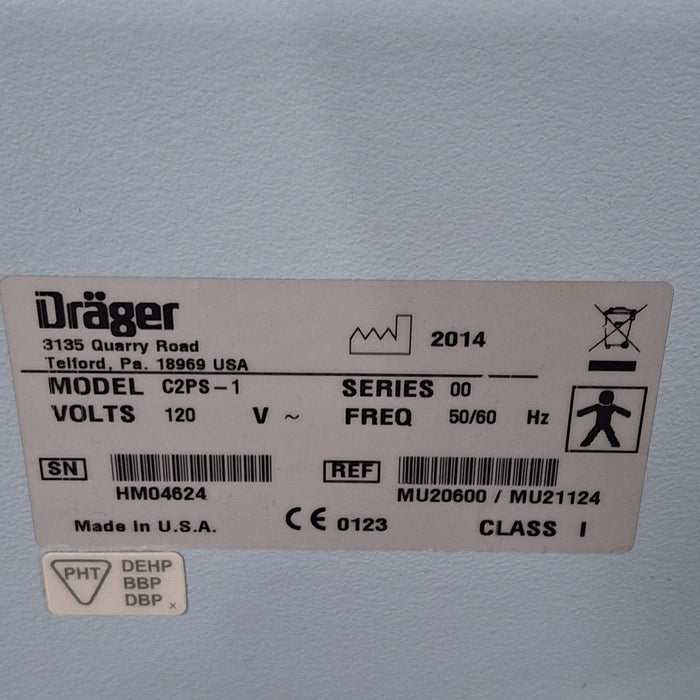 Dräger
3135 Quarry Road
Telford, Pa. 18969 USA
2014
MODEL C2PS-1 SERIES 00
VOLTS 120 V ~ FREQ 50/60 Hz
SN HM04624 REF MU20600 / MU21124
Made in U.S.A. CE 0123 CLASS I
PHT DEHP
BBP
DBP x